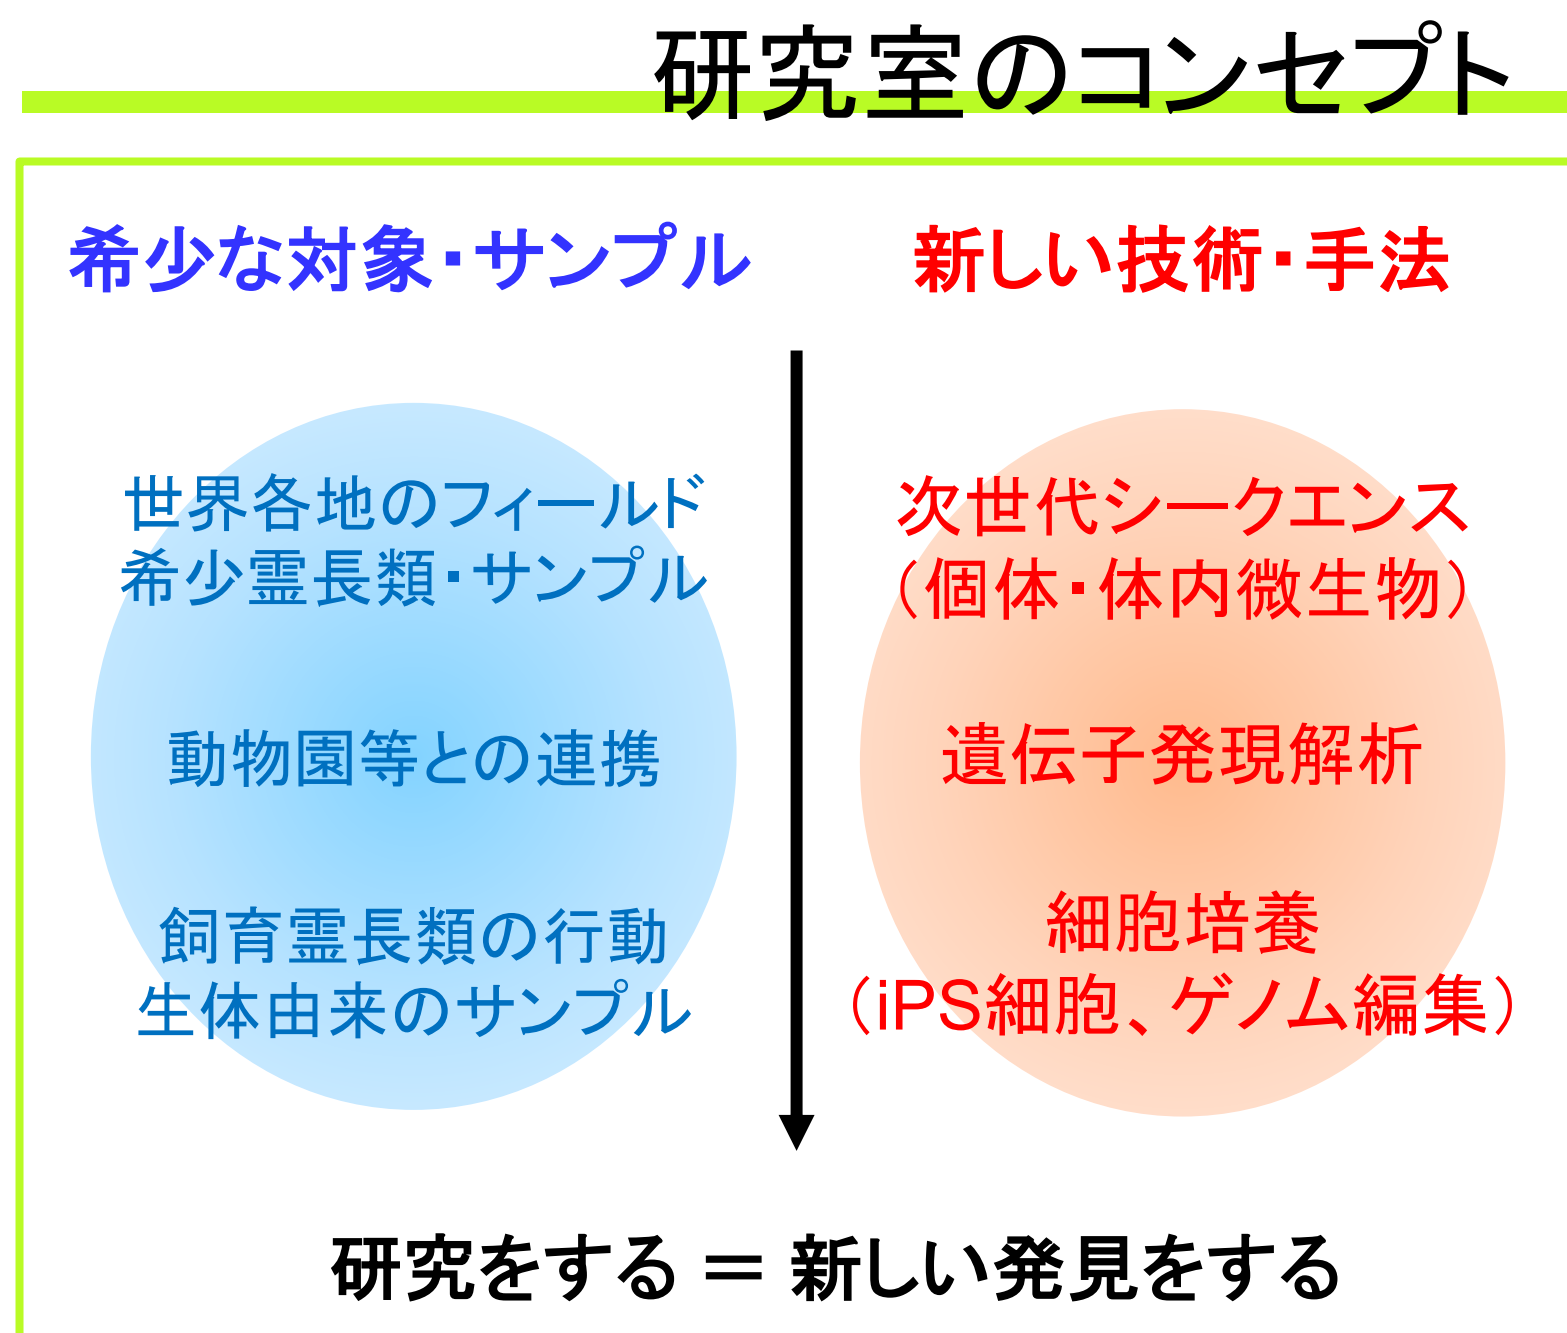 研究室のコンセプト
希少な対象・サンプル
新しい技術・手法
世界各地のフィールド
希少霊長類・サンプル
動物園等との連携
飼育霊長類の行動
生体由来のサンプル
次世代シークエンス
（個体・体内微生物）
遺伝子発現解析
細胞培養
（iPS細胞、ゲノム編集）
研究をする＝新しい発見をする